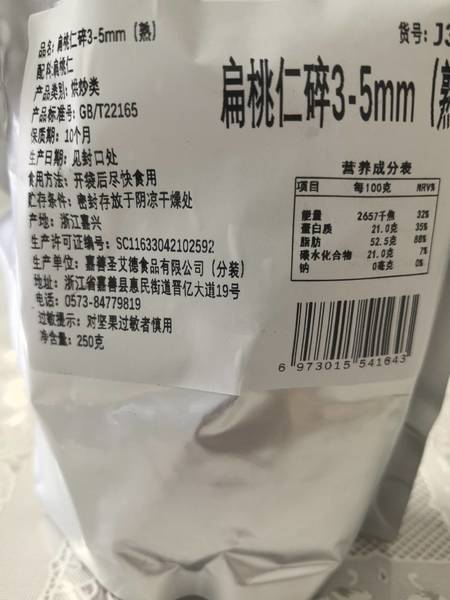 品名: 扁桃仁碎3-5mm (熟)
配料:扁桃仁
产品类别: 烘炒类
产品标准号: GB/T22165
保质期: 10个月
生产日期: 见封口处
食用方法: 开袋后尽快食用
贮存条件: 密封存放于阴凉干燥处
产地: 浙江嘉兴
生产许可证编号: SC11633042102592
生产单位: 嘉善圣艾德食品有限公司 (分装)
地址: 浙江省嘉善县惠民街道晋亿大道19号
电话: 0573-84779819
过敏提示: 对坚果过敏者慎用
净含量: 250克
货号: J3
扁桃仁碎3-5mm (熟
营养成分表
项目 每100克 NRV%
能量 2657千焦 32%
蛋白质 21.0克 35%
脂肪 52.5克 88%
碳水化合物 21.0克 7%
钠 0毫克 0%
6 973015 541643